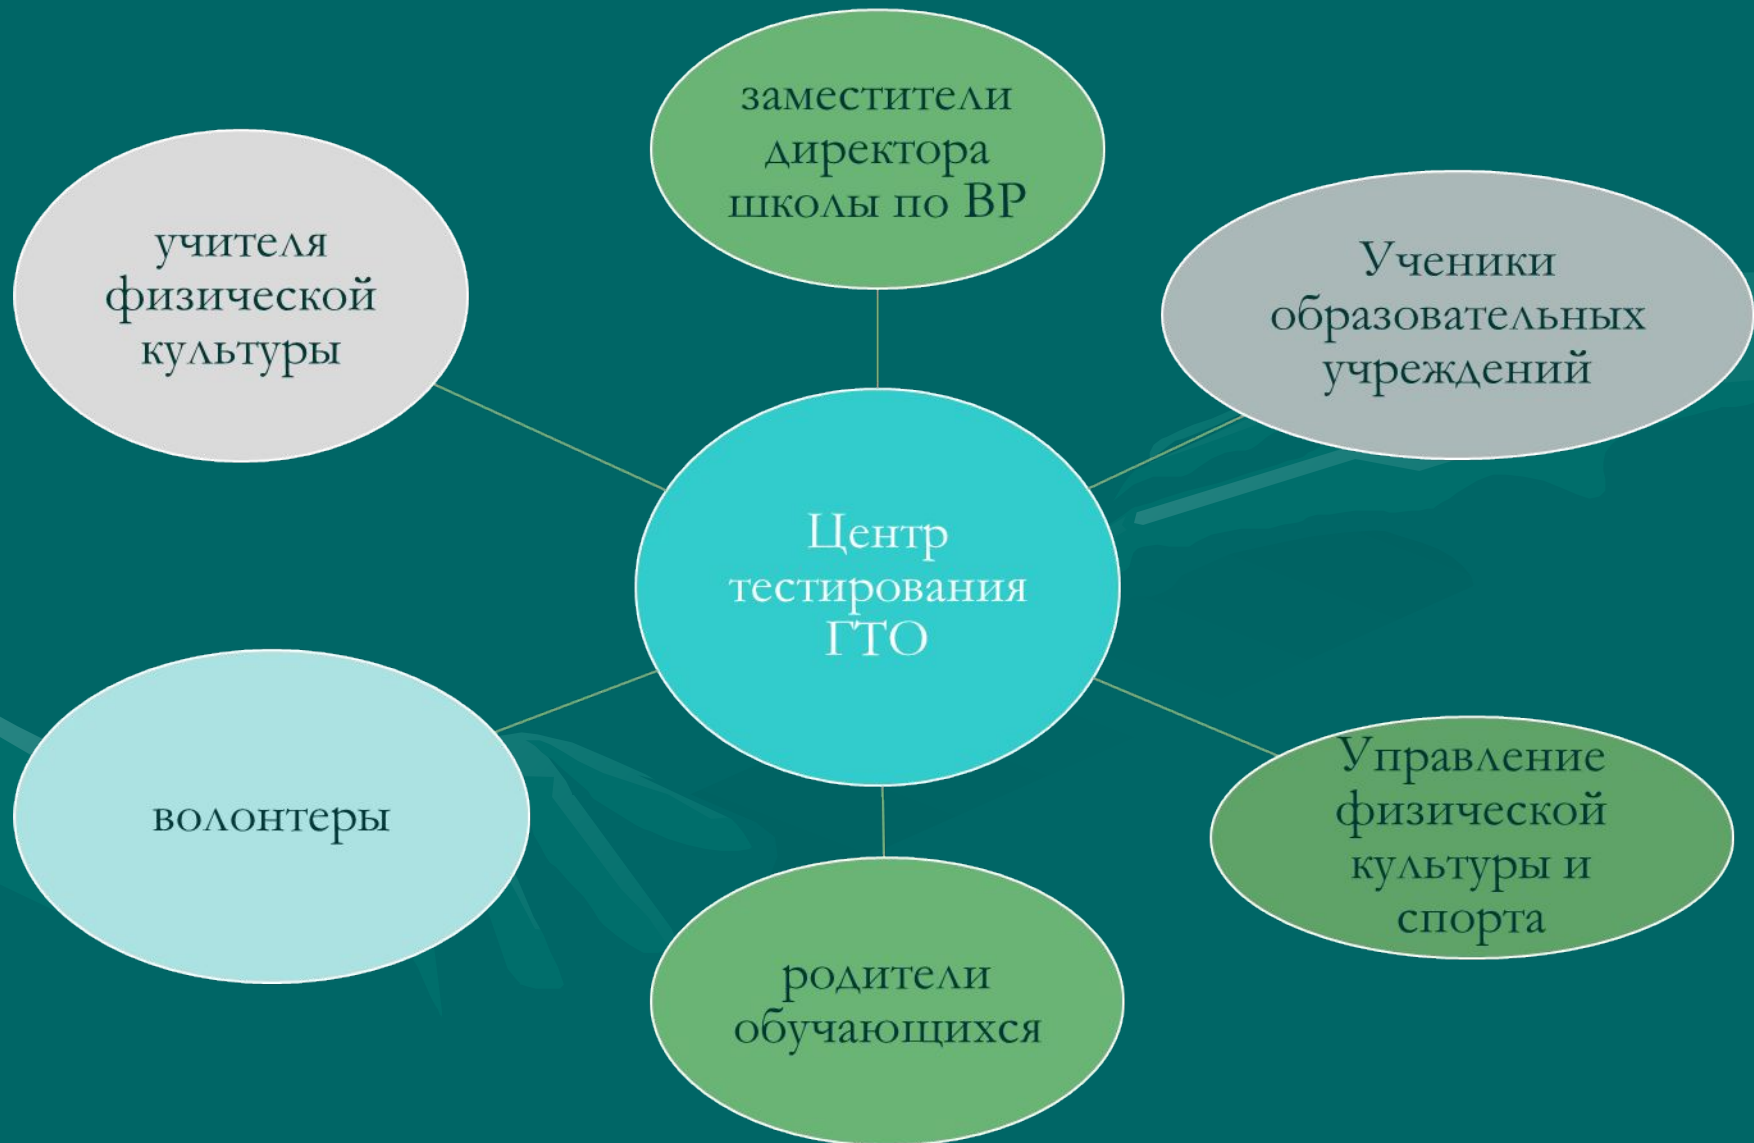 заместители
директора
школы по ВР
учителя
физической
культуры
Ученики
образовательных
учреждений
Центр
тестирования
ГТО
волонтеры
Управление
физической
культуры и
спорта
родители
обучающихся